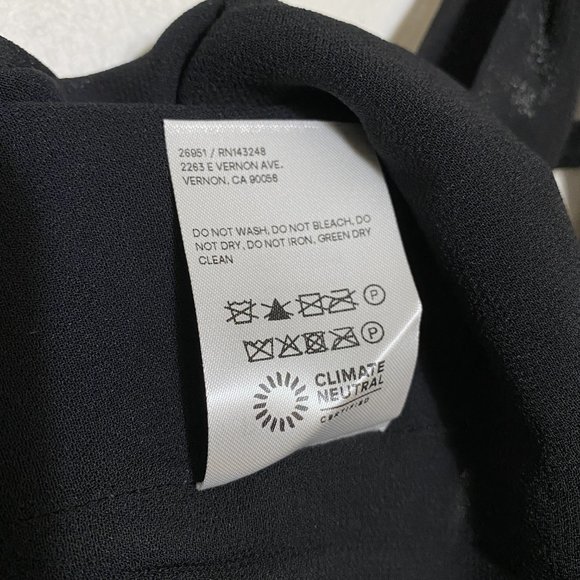 26951 / RN143248
2263 E VERNON AVE.
VERNON, CA 90058
DO NOT WASH, DO NOT BLEACH, DO
NOT DRY, DO NOT IRON, GREEN DRY
CLEAN
P
P
CLIMATE
NEUTRAL
CERTIFIED